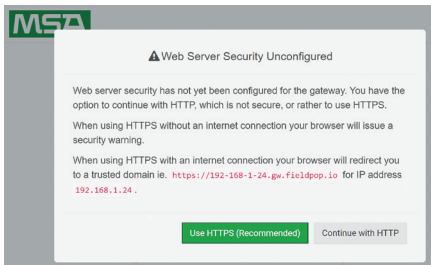 MSA
Web Server Security Unconfigured
Web server security has not yet been configured for the gateway. You have the
option to continue with HTTP, which is not secure, or rather to use HTTPS.
When using HTTPS without an internet connection your browser will issue a
security warning.
When using HTTPS with an internet connection your browser will redirect you
to a trusted domain ie. https://192-168-1-24.gw.fieldpop.io for IP address
192.168.1.24.
Use HTTPS (Recommended) Continue with HTTP